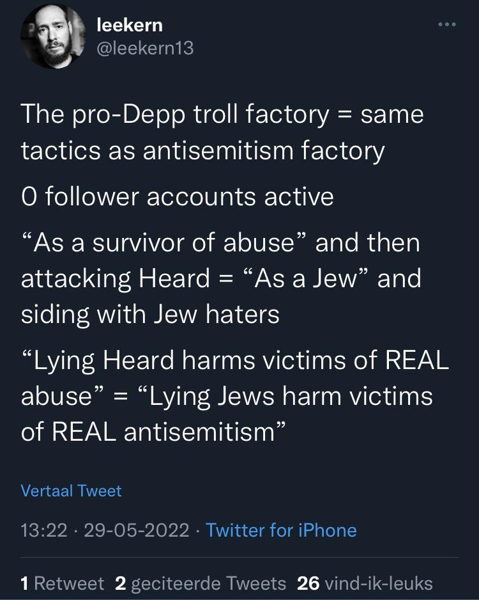 leekern
@leekern13
The pro-Depp troll factory = same
tactics as antisemitism factory
0 follower accounts active
“As a survivor of abuse” and then
attacking Heard = “As a Jew” and
siding with Jew haters
“Lying Heard harms victims of REAL
abuse” = “Lying Jews harm victims
of REAL antisemitism”
Vertaal Tweet
13:22 · 29-05-2022 · Twitter for iPhone
1 Retweet 2 geciteerde Tweets 26 vind-ik-leuks